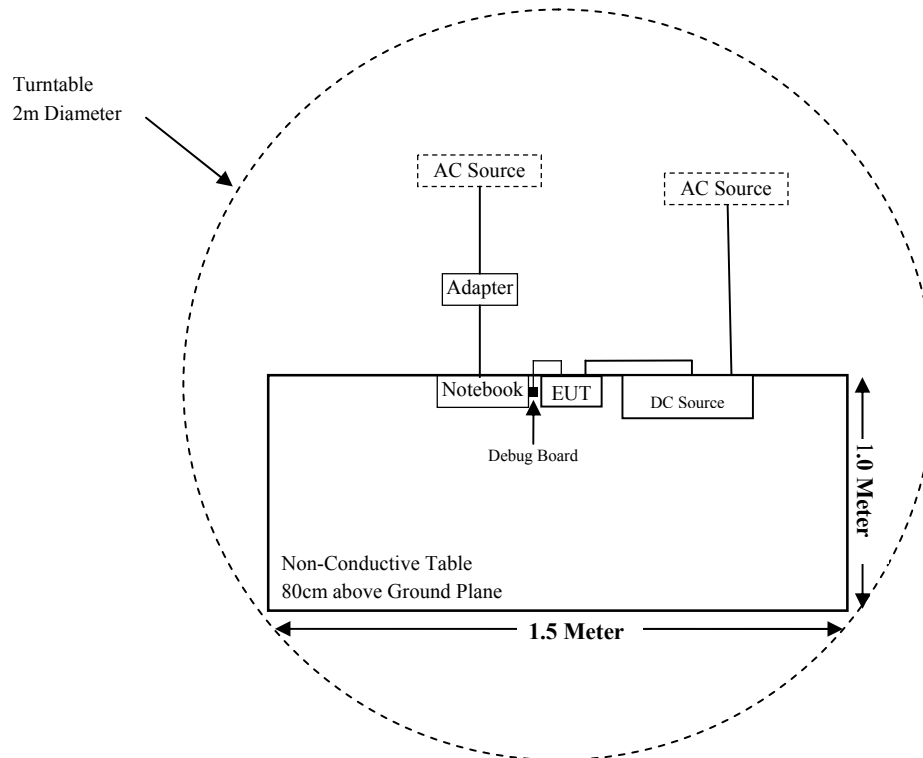 Turntable
2m Diameter
AC Source
AC Source
Adapter
Notebook
EUT
DC Source
Debug Board
1.0 Meter
Non-Conductive Table
80cm above Ground Plane
1.5 Meter